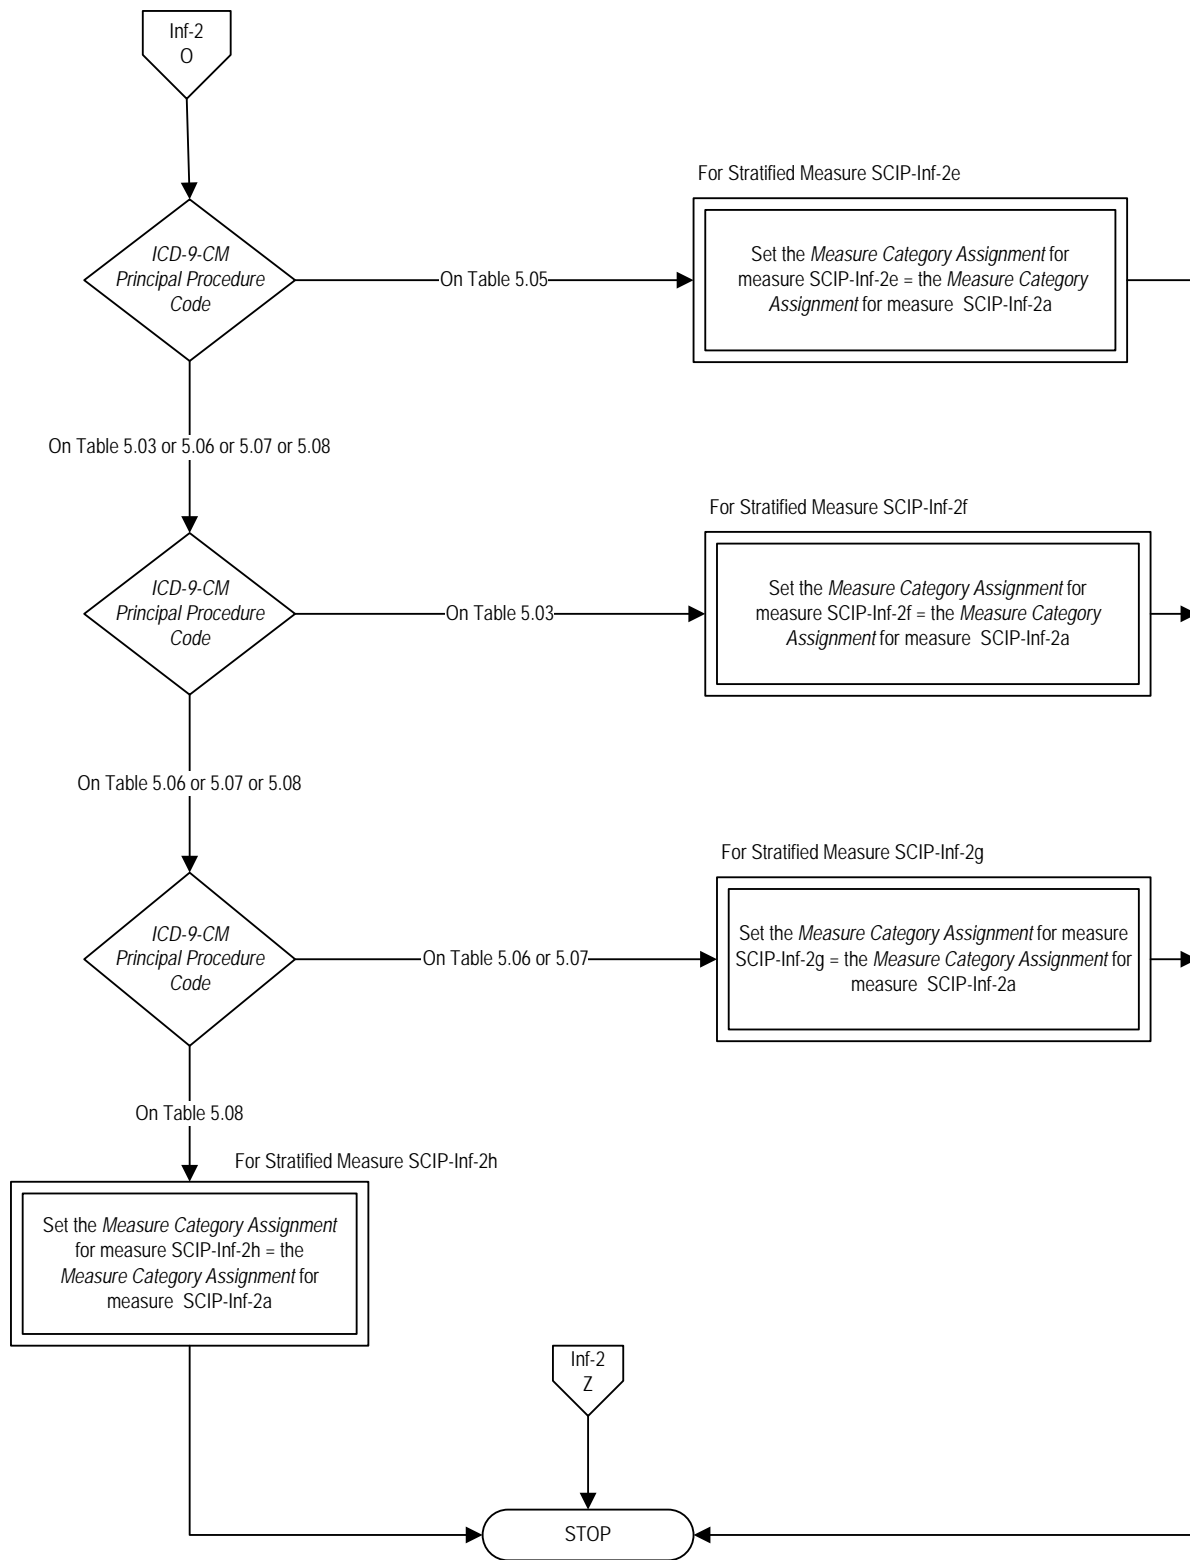 Inf-2
O
For Stratified Measure SCIP-Inf-2e
ICD-9-CM
Principal Procedure
Code
On Table 5.05
Set the Measure Category Assignment for
measure SCIP-Inf-2e = the Measure Category
Assignment for measure SCIP-Inf-2a
On Table 5.03 or 5.06 or 5.07 or 5.08
For Stratified Measure SCIP-Inf-2f
ICD-9-CM
Principal Procedure
Code
On Table 5.03
Set the Measure Category Assignment for
measure SCIP-Inf-2f = the Measure Category
Assignment for measure SCIP-Inf-2a
On Table 5.06 or 5.07 or 5.08
For Stratified Measure SCIP-Inf-2g
ICD-9-CM
Principal Procedure
Code
On Table 5.06 or 5.07
Set the Measure Category Assignment for measure
SCIP-Inf-2g = the Measure Category Assignment for
measure SCIP-Inf-2a
On Table 5.08
For Stratified Measure SCIP-Inf-2h
Set the Measure Category Assignment
for measure SCIP-Inf-2h = the
Measure Category Assignment for
measure SCIP-Inf-2a
Inf-2
Z
STOP